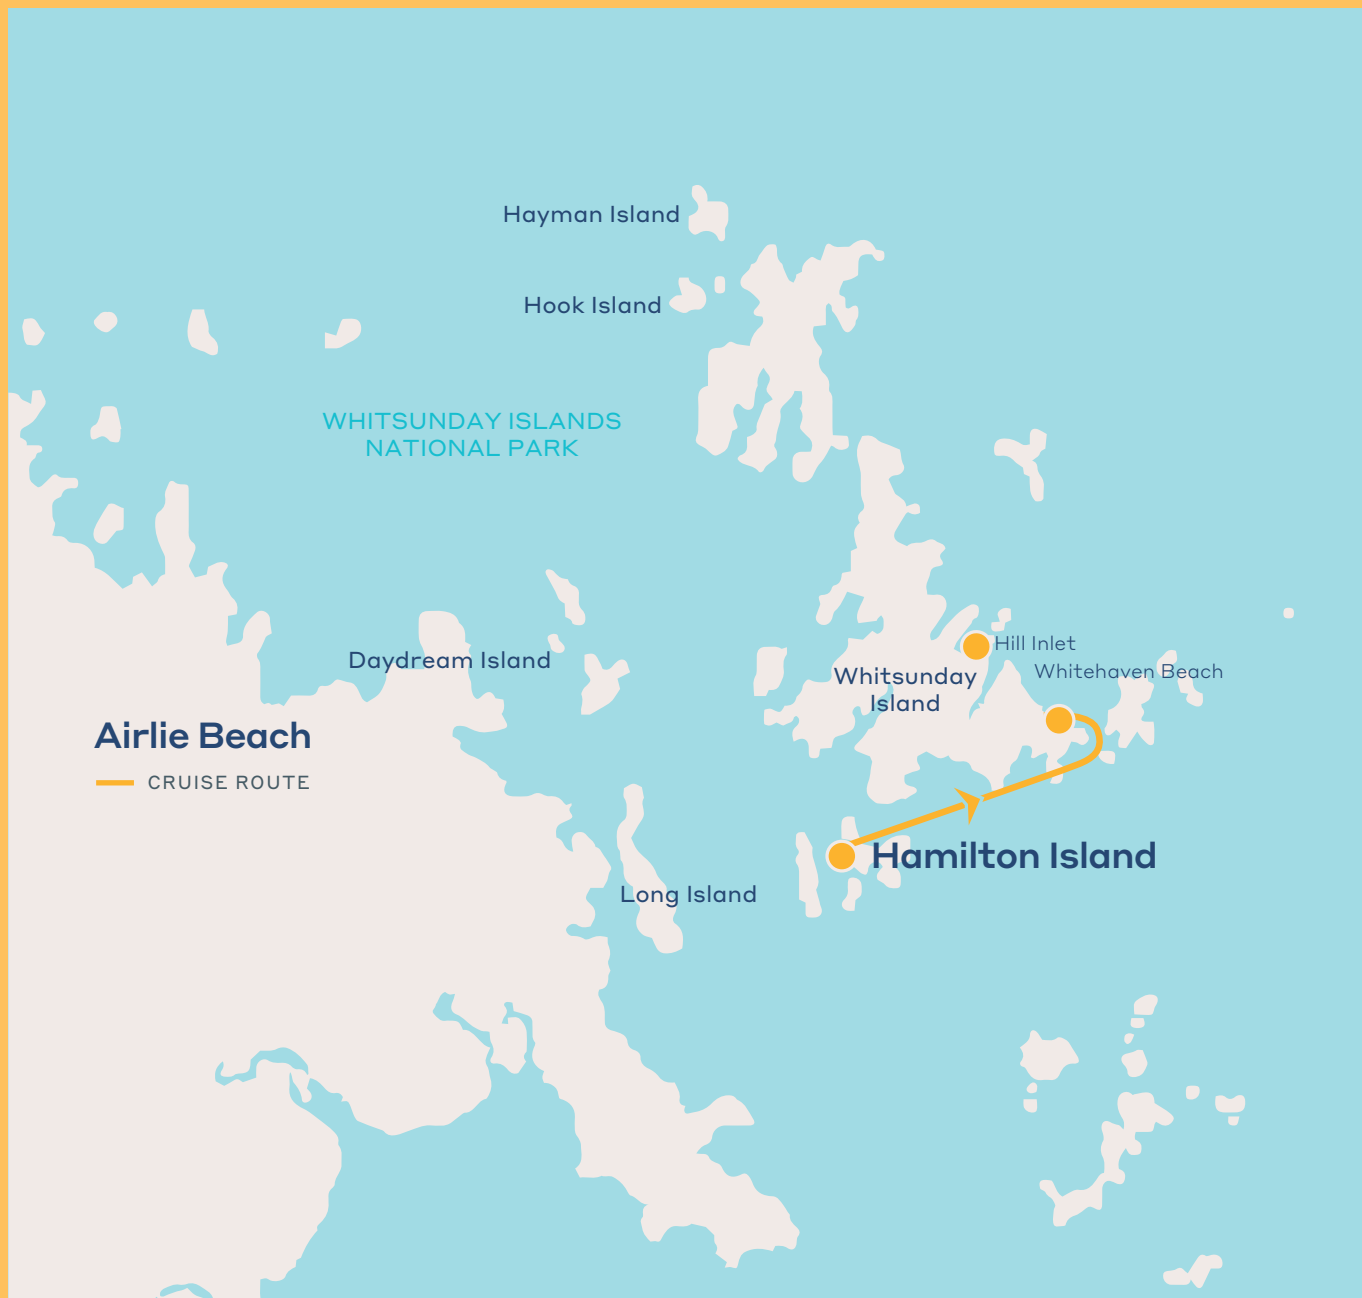 Hayman Island
Hook Island
WHITSUNDAY ISLANDS
NATIONAL PARK
Hill Inlet
Daydream Island
Whitehaven Beach
Whitsunday
Island
Airlie Beach
CRUISE ROUTE
Hamilton Island
Long Island